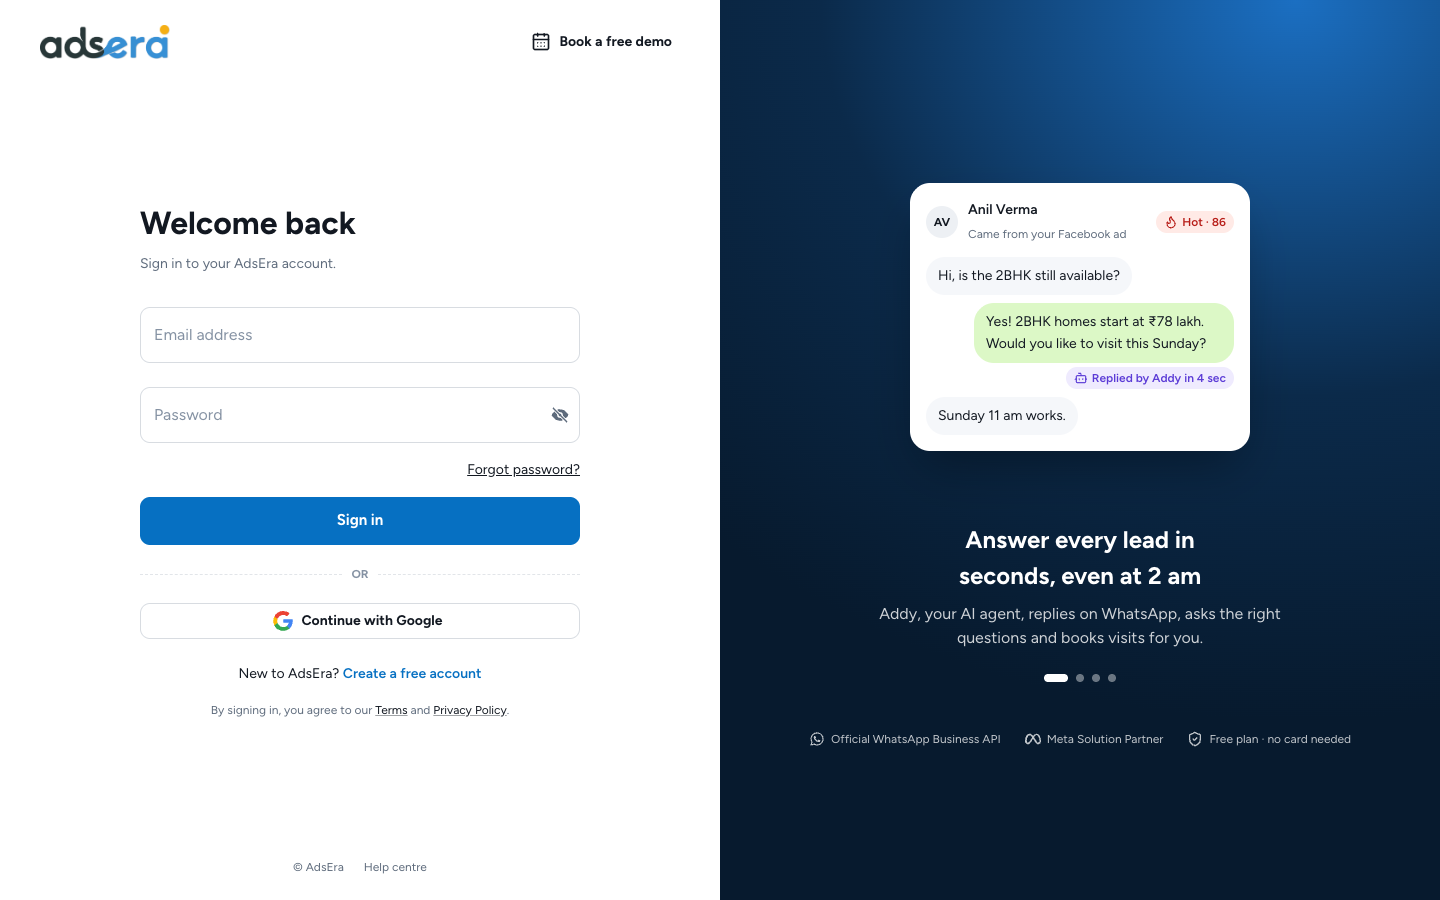 adsera
Book a free demo
Welcome back
Sign in to your AdsEra account.
Email address
Password
Forgot password?
Sign in
OR
Continue with Google
New to AdsEra? Create a free account
By signing in, you agree to our Terms and Privacy Policy.
© AdsEra Help centre
AV
Anil Verma
Came from your Facebook ad
Hot · 86
Hi, is the 2BHK still available?
Yes! 2BHK homes start at ₹78 lakh.
Would you like to visit this Sunday?
Replied by Addy in 4 sec
Sunday 11 am works.
Answer every lead in
seconds, even at 2 am
Addy, your AI agent, replies on WhatsApp, asks the right
questions and books visits for you.
Official WhatsApp Business API
Meta Solution Partner
Free plan · no card needed